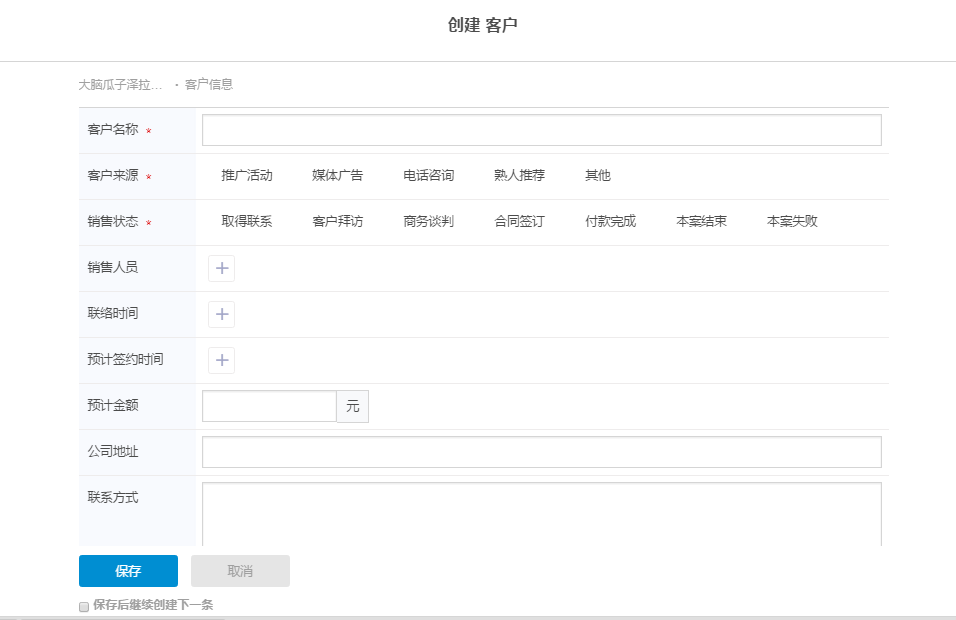 创建 客户
大脑瓜子泽拉… · 客户信息
客户名称 *
客户来源 * 推广活动 媒体广告 电话咨询 熟人推荐 其他
销售状态 * 取得联系 客户拜访 商务谈判 合同签订 付款完成 本案结束 本案失败
销售人员 +
联络时间 +
预计签约时间 +
预计金额 元
公司地址
联系方式
保存 取消
保存后继续创建下一条